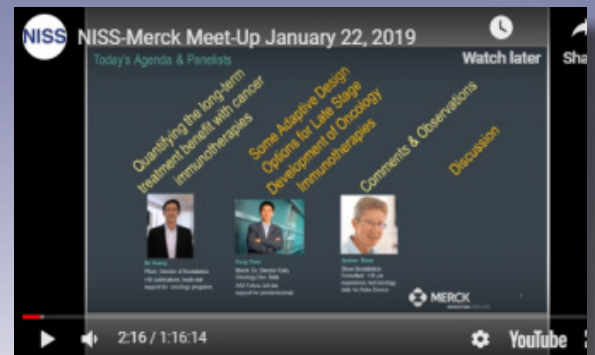 NISS
NISS-Merck Meet-Up January 22, 2019
Watch later
Sha
Today's Agenda & Panelists
Quantifying the long-term
treatment benefit with cancer
immunotherapies
Some Adaptive Design
Options for Late Stage
Development of Oncology
Immunotherapies
Comments & Observations
Discussion
MERCK
2:16 / 1:16:14
YouTube